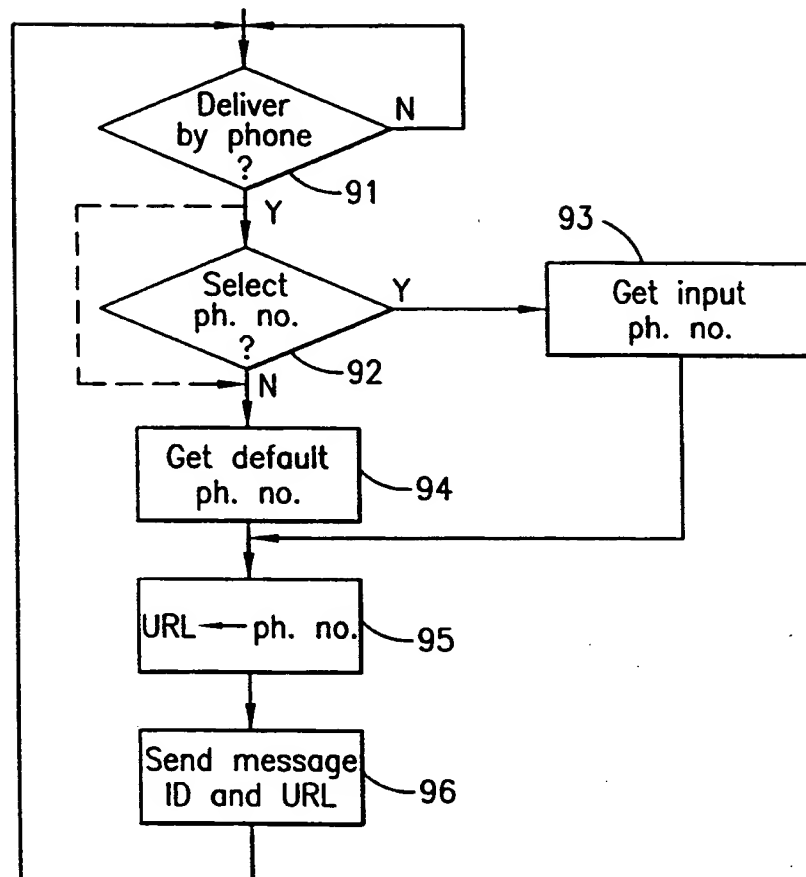 Deliver
by phone
?
N
91
Y
93
Select
ph. no.
?
Y
Get input
ph. no.
92
N
Get default
ph. no.
94
URL ← ph. no.
95
Send message
ID and URL
96